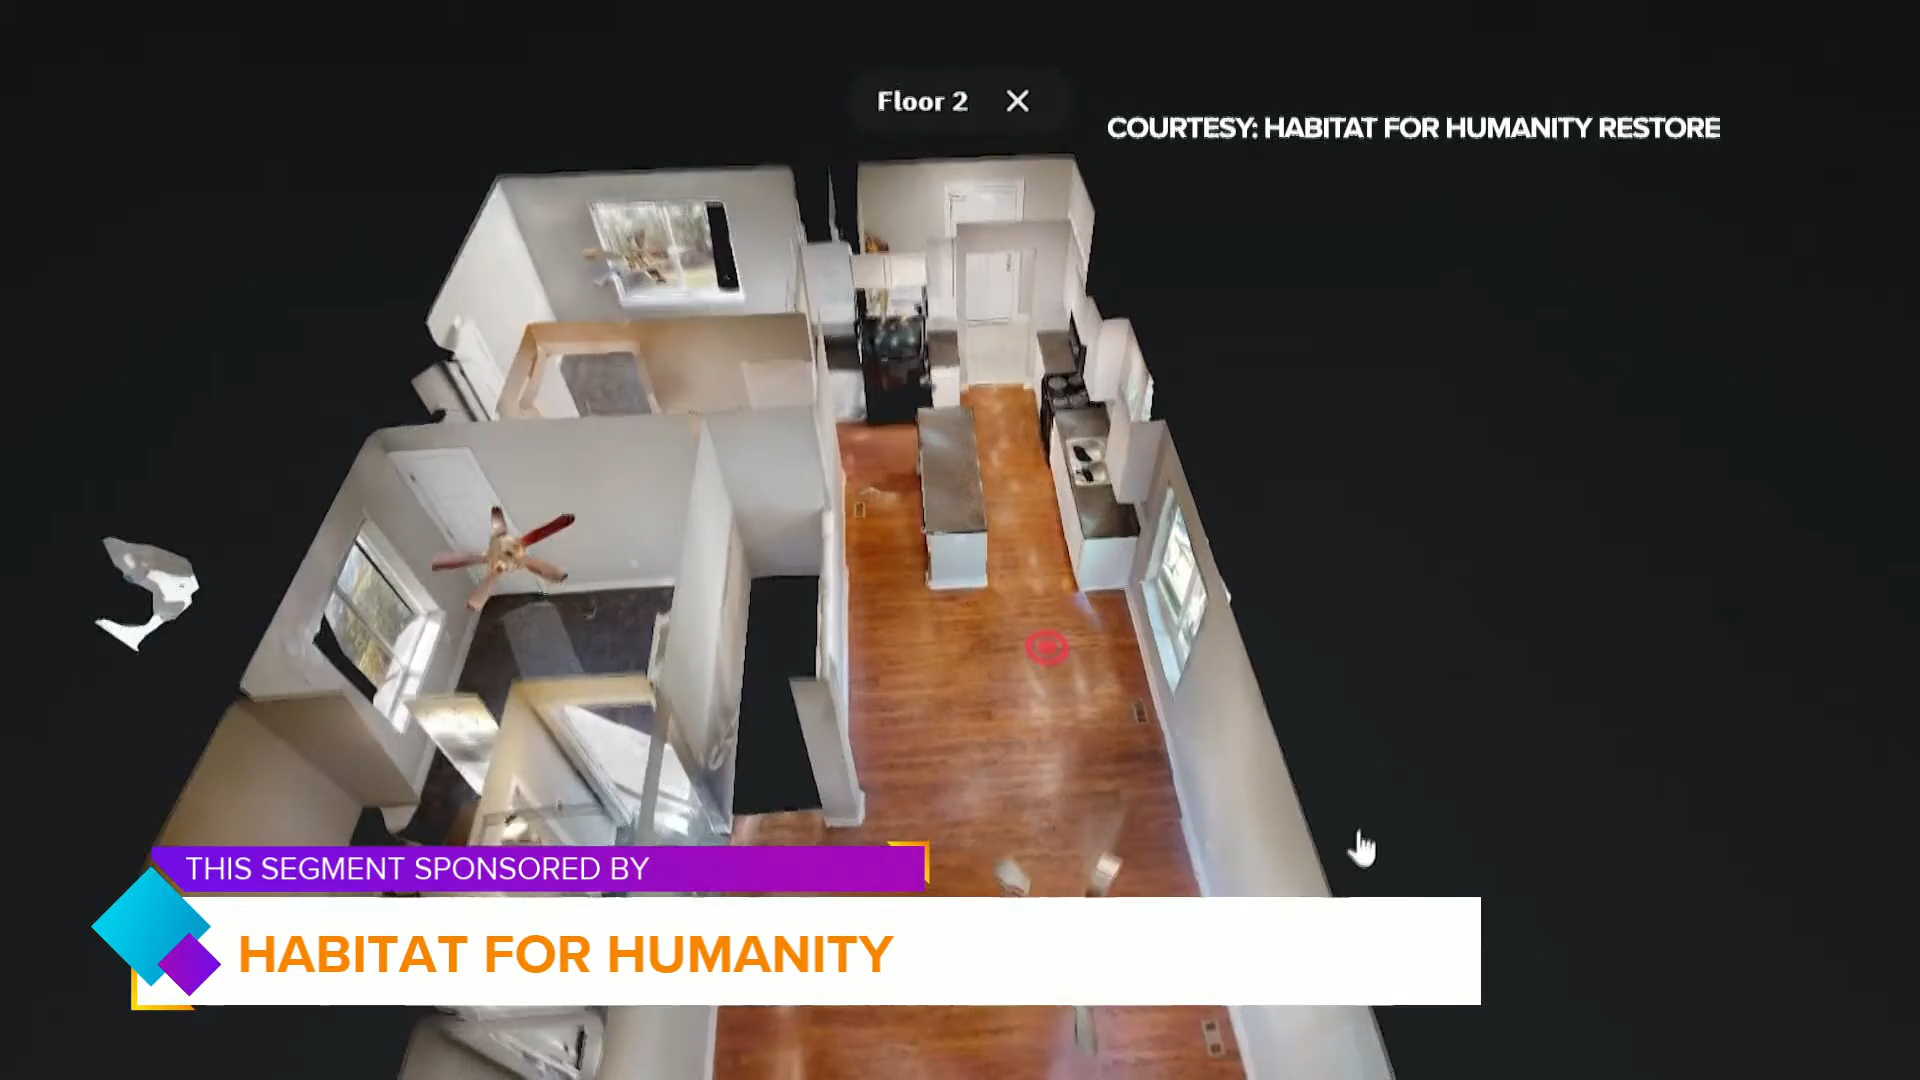 Floor 2
COURTESY: HABITAT FOR HUMANITY RESTORE
THIS SEGMENT SPONSORED BY
HABITAT FOR HUMANITY